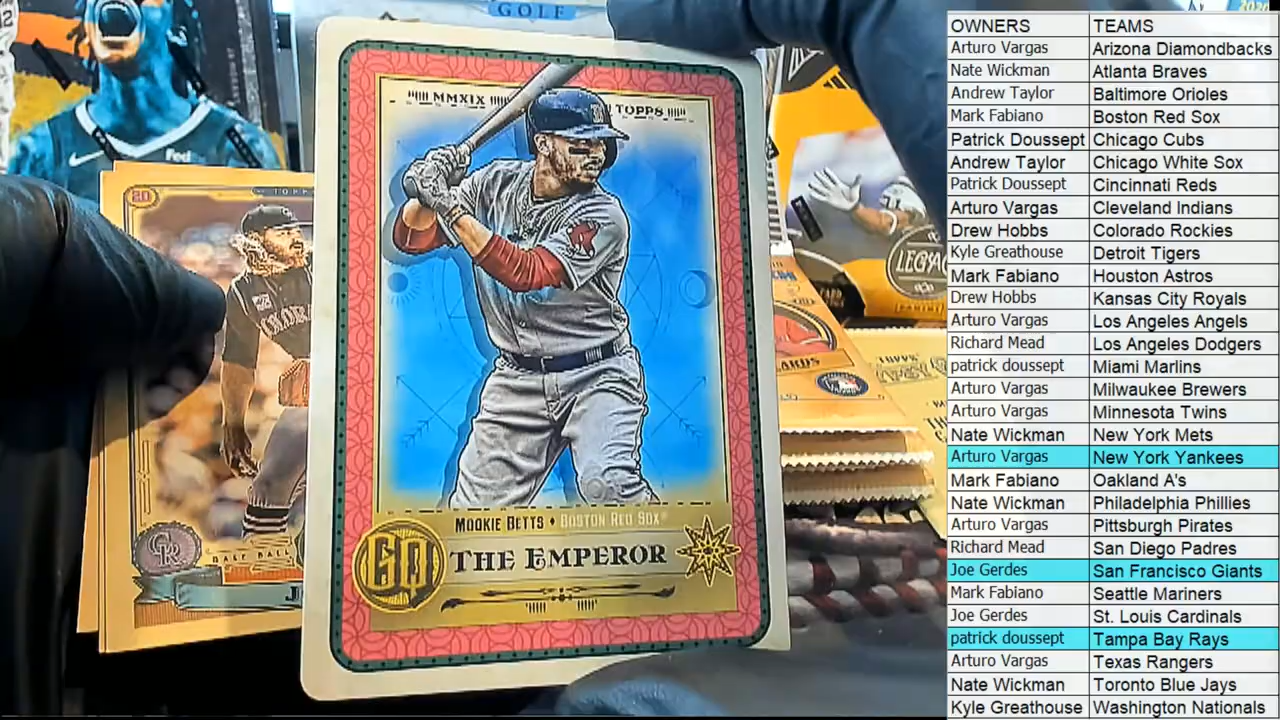 GOLF
Fed
MMXIX
TOPPS
MOOKIE BETTS • BOSTON RED SOX
GQ
THE EMPEROR
20
TOPP
COLORA
CR
LEGACY
OWNERS TEAMS
Arturo Vargas Arizona Diamondbacks
Nate Wickman Atlanta Braves
Andrew Taylor Baltimore Orioles
Mark Fabiano Boston Red Sox
Patrick Doussept Chicago Cubs
Andrew Taylor Chicago White Sox
Patrick Doussept Cincinnati Reds
Arturo Vargas Cleveland Indians
Drew Hobbs Colorado Rockies
Kyle Greathouse Detroit Tigers
Mark Fabiano Houston Astros
Drew Hobbs Kansas City Royals
Arturo Vargas Los Angeles Angels
Richard Mead Los Angeles Dodgers
patrick doussept Miami Marlins
Arturo Vargas Milwaukee Brewers
Arturo Vargas Minnesota Twins
Nate Wickman New York Mets
Arturo Vargas New York Yankees
Mark Fabiano Oakland A's
Nate Wickman Philadelphia Phillies
Arturo Vargas Pittsburgh Pirates
Richard Mead San Diego Padres
Joe Gerdes San Francisco Giants
Mark Fabiano Seattle Mariners
Joe Gerdes St. Louis Cardinals
patrick doussept Tampa Bay Rays
Arturo Vargas Texas Rangers
Nate Wickman Toronto Blue Jays
Kyle Greathouse Washington Nationals